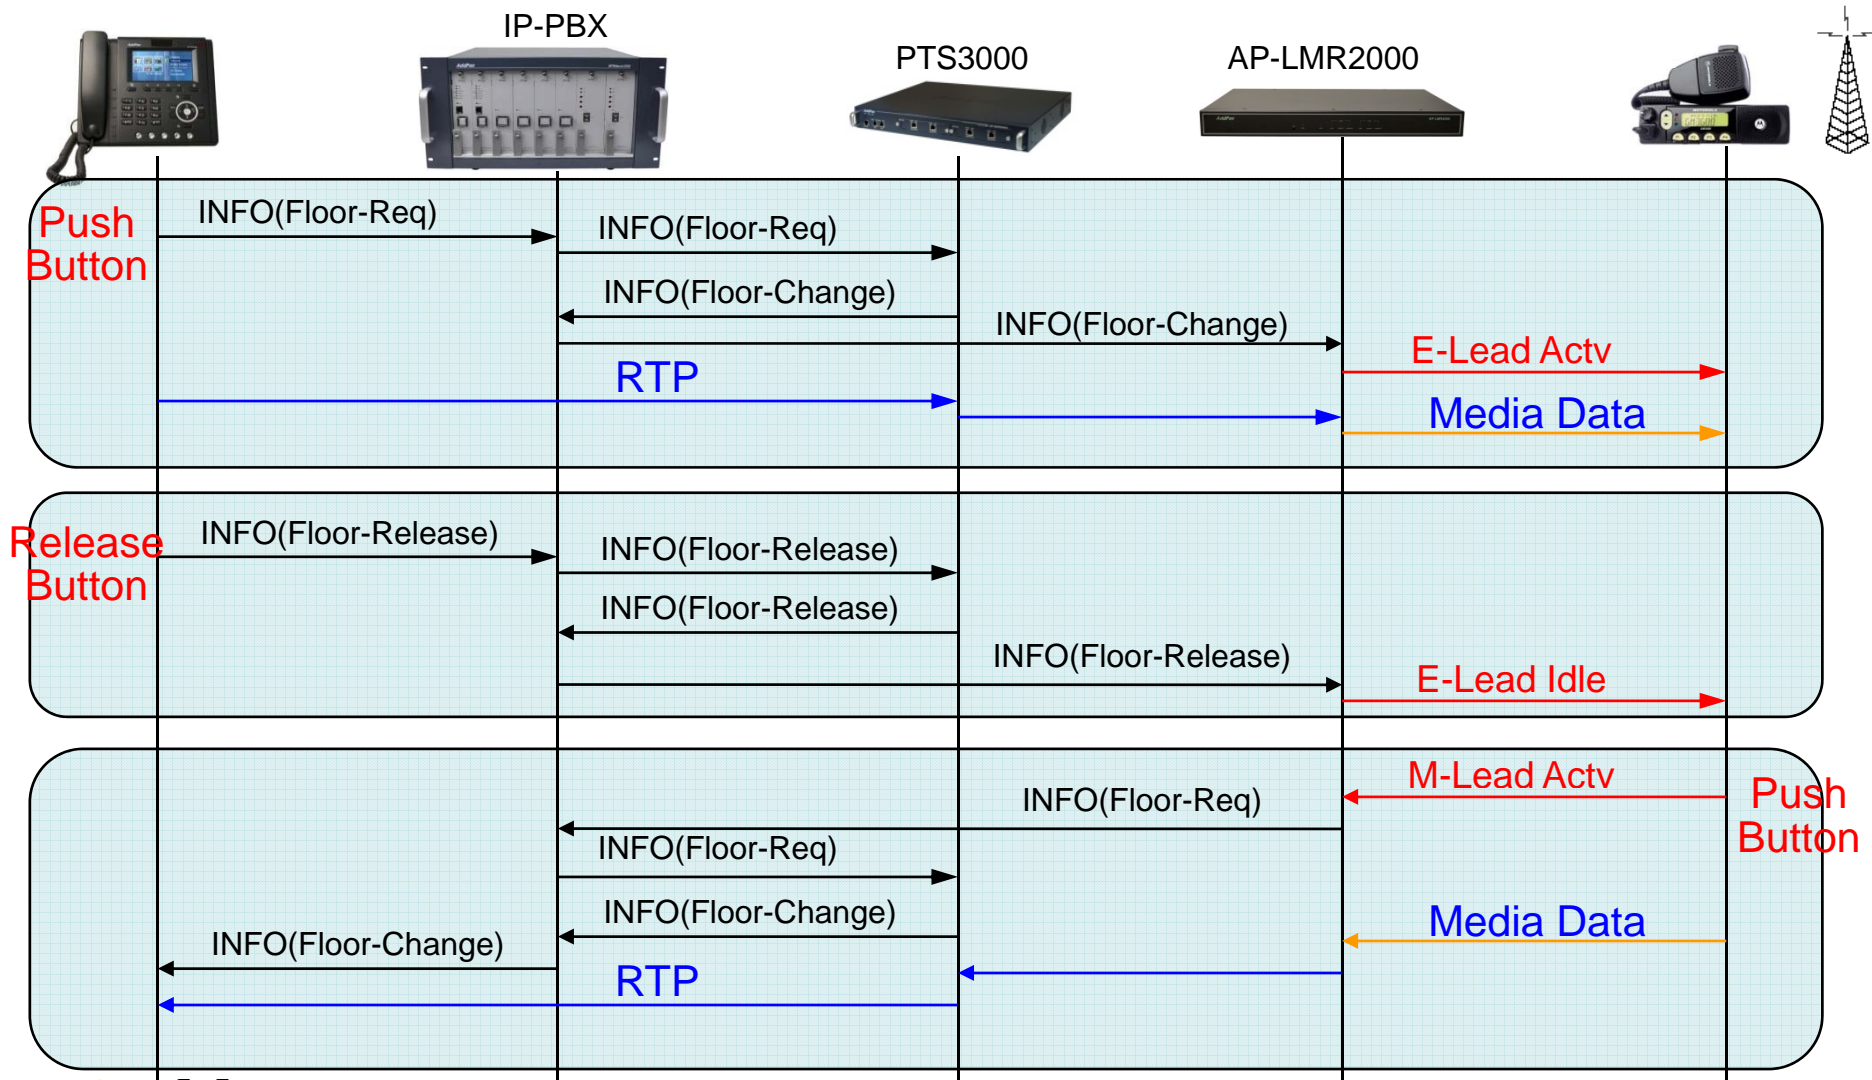 IP-PBX
PTS3000
AP-LMR2000
Push
Button
INFO(Floor-Req)
INFO(Floor-Req)
INFO(Floor-Change)
INFO(Floor-Change)
E-Lead Actv
RTP
Media Data
Release
Button
INFO(Floor-Release)
INFO(Floor-Release)
INFO(Floor-Release)
INFO(Floor-Release)
E-Lead Idle
M-Lead Actv
Push
Button
INFO(Floor-Req)
INFO(Floor-Req)
INFO(Floor-Change)
Media Data
INFO(Floor-Change)
RTP